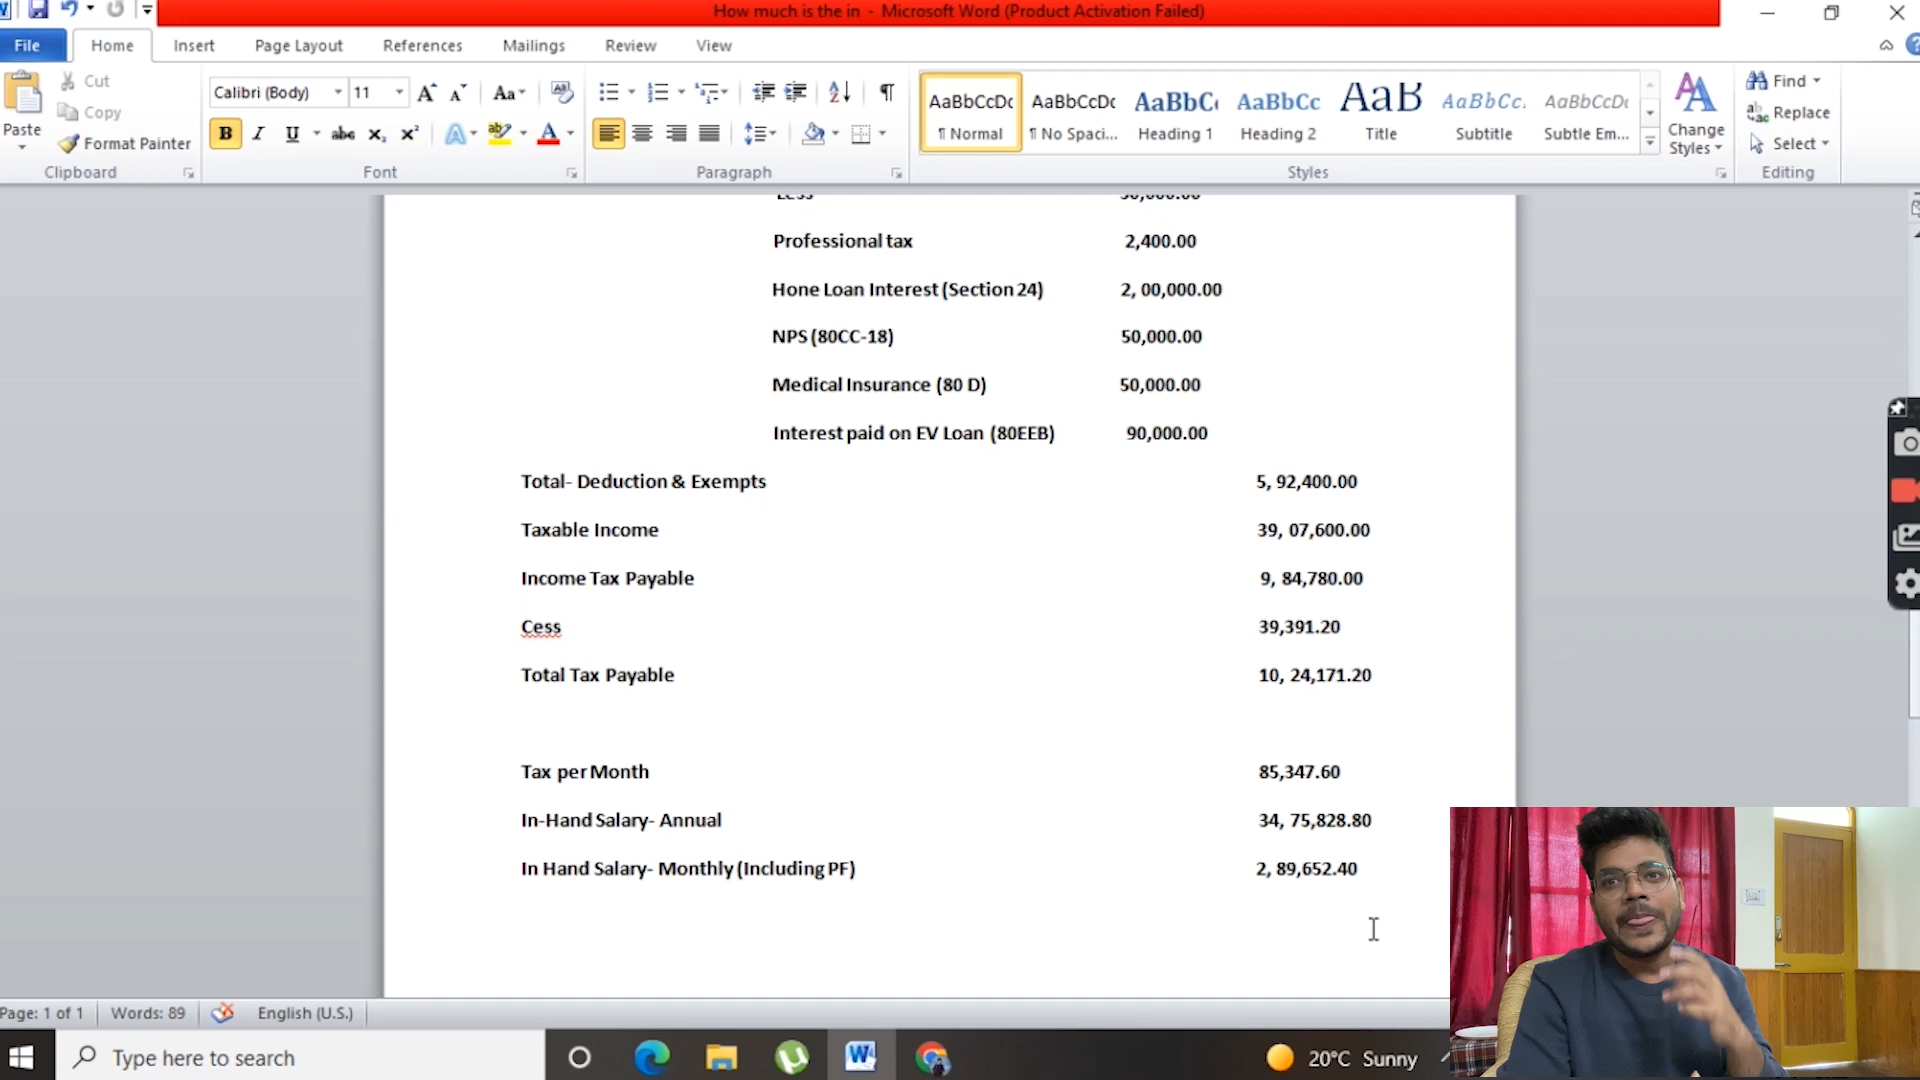 How much is the in - Microsoft Word (Product Activation Failed)
File Home Insert Page Layout References Mailings Review View
Paste
Cut
Copy
Format Painter
Calibri (Body) 11
AaBbCcDc
¶ Normal
AaBbCcDc
¶ No Spaci...
AaBbC
Heading 1
AaBbCc
Heading 2
AaB
Title
AaBbCc.
Subtitle
AaBbCcDc
Subtle Em...
Change Styles
Find
Replace
Select
Clipboard Font Paragraph Styles Editing
Less 50,000.00
Professional tax 2,400.00
Hone Loan Interest (Section 24) 2, 00,000.00
NPS (80CC-18) 50,000.00
Medical Insurance (80 D) 50,000.00
Interest paid on EV Loan (80EEB) 90,000.00
Total- Deduction & Exempts 5, 92,400.00
Taxable Income 39, 07,600.00
Income Tax Payable 9, 84,780.00
Cess 39,391.20
Total Tax Payable 10, 24,171.20
Tax per Month 85,347.60
In-Hand Salary- Annual 34, 75,828.80
In Hand Salary- Monthly (Including PF) 2, 89,652.40
Page: 1 of 1 Words: 89 English (U.S.)
Type here to search 20°C Sunny